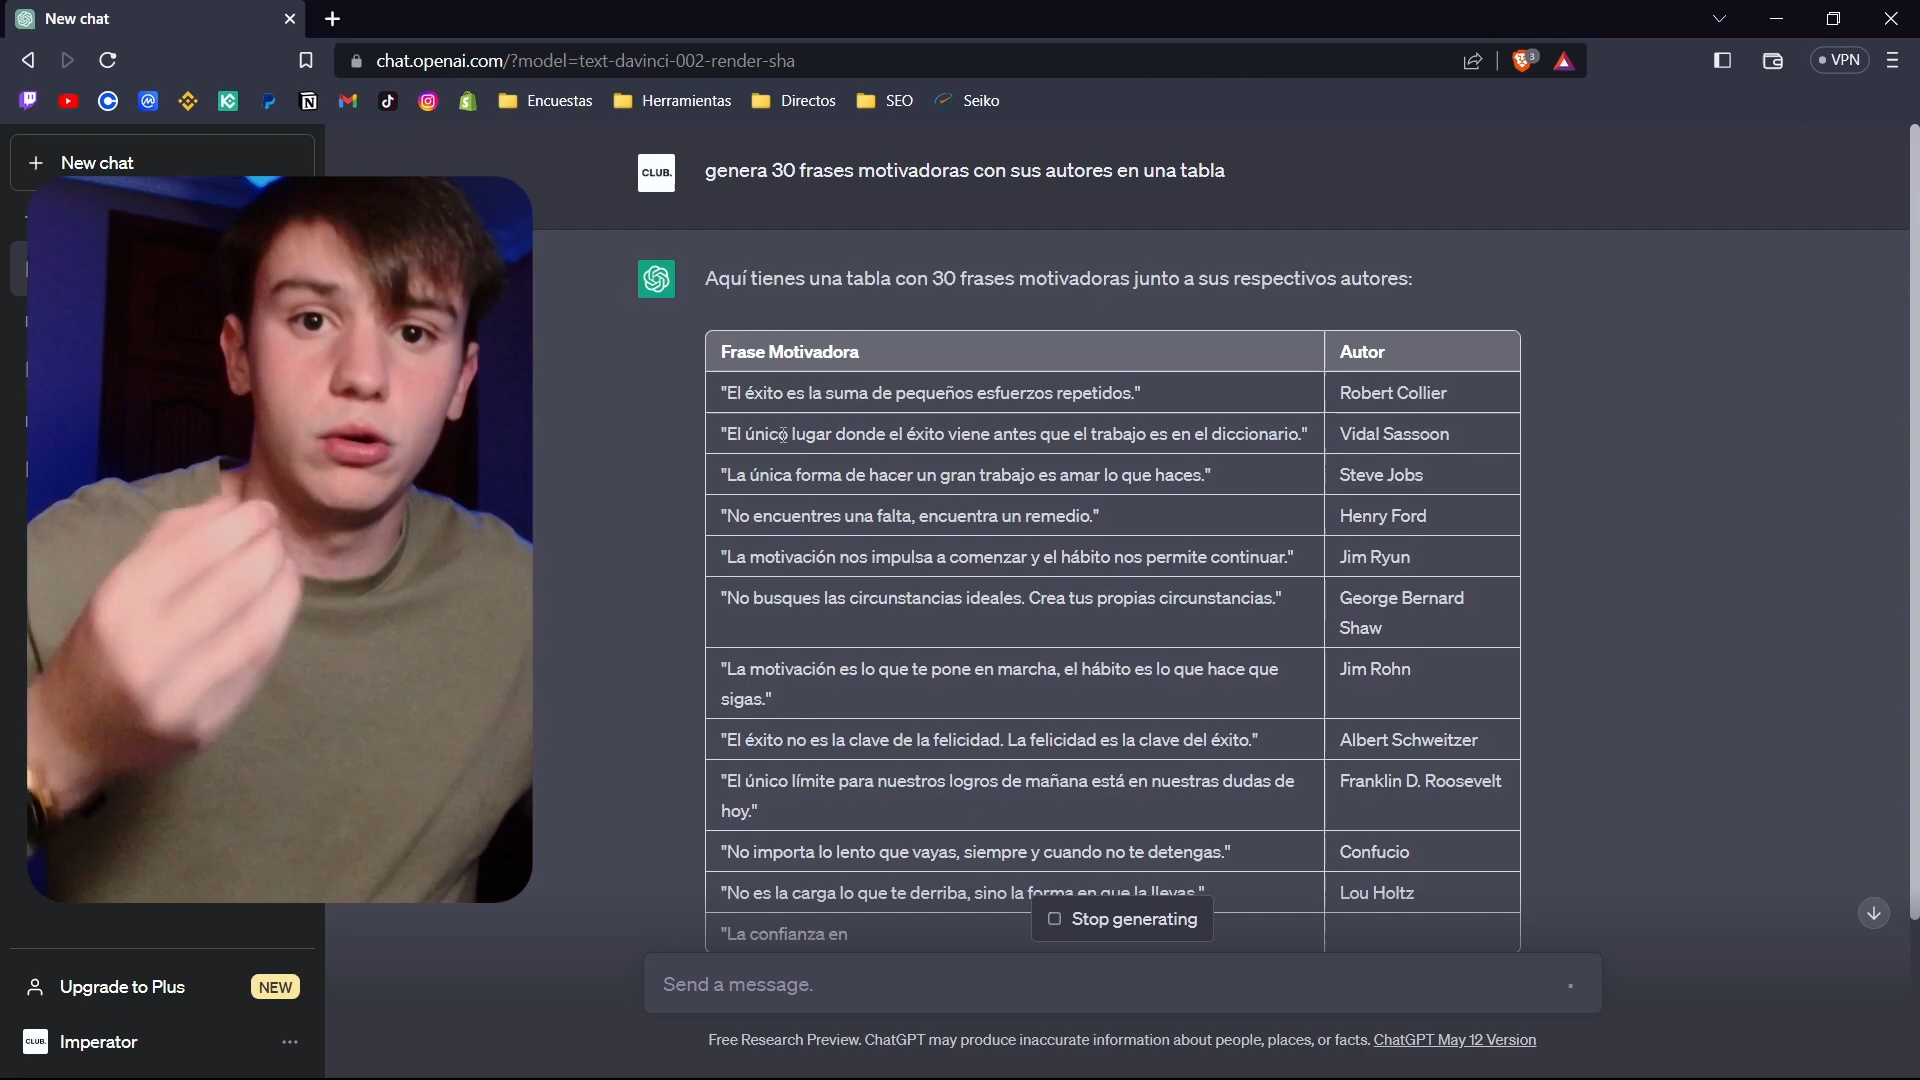 New chat
chat.openai.com/?model=text-davinci-002-render-sha
3
VPN
Encuestas
Herramientas
Directos
SEO
Seiko
New chat
CLUB.
genera 30 frases motivadoras con sus autores en una tabla
Aquí tienes una tabla con 30 frases motivadoras junto a sus respectivos autores:
Frase Motivadora
Autor
"El éxito es la suma de pequeños esfuerzos repetidos."
Robert Collier
"El único lugar donde el éxito viene antes que el trabajo es en el diccionario."
Vidal Sassoon
"La única forma de hacer un gran trabajo es amar lo que haces."
Steve Jobs
"No encuentres una falta, encuentra un remedio."
Henry Ford
"La motivación nos impulsa a comenzar y el hábito nos permite continuar."
Jim Ryun
"No busques las circunstancias ideales. Crea tus propias circunstancias."
George Bernard
Shaw
"La motivación es lo que te pone en marcha, el hábito es lo que hace que
sigas."
Jim Rohn
"El éxito no es la clave de la felicidad. La felicidad es la clave del éxito."
Albert Schweitzer
"El único límite para nuestros logros de mañana está en nuestras dudas de
hoy."
Franklin D. Roosevelt
"No importa lo lento que vayas, siempre y cuando no te detengas."
Confucio
"No es la carga lo que te derriba, sino la forma en que la llevas."
Lou Holtz
"La confianza en
Stop generating
Send a message.
Free Research Preview. ChatGPT may produce inaccurate information about people, places, or facts. ChatGPT May 12 Version
Upgrade to Plus
NEW
CLUB.
Imperator